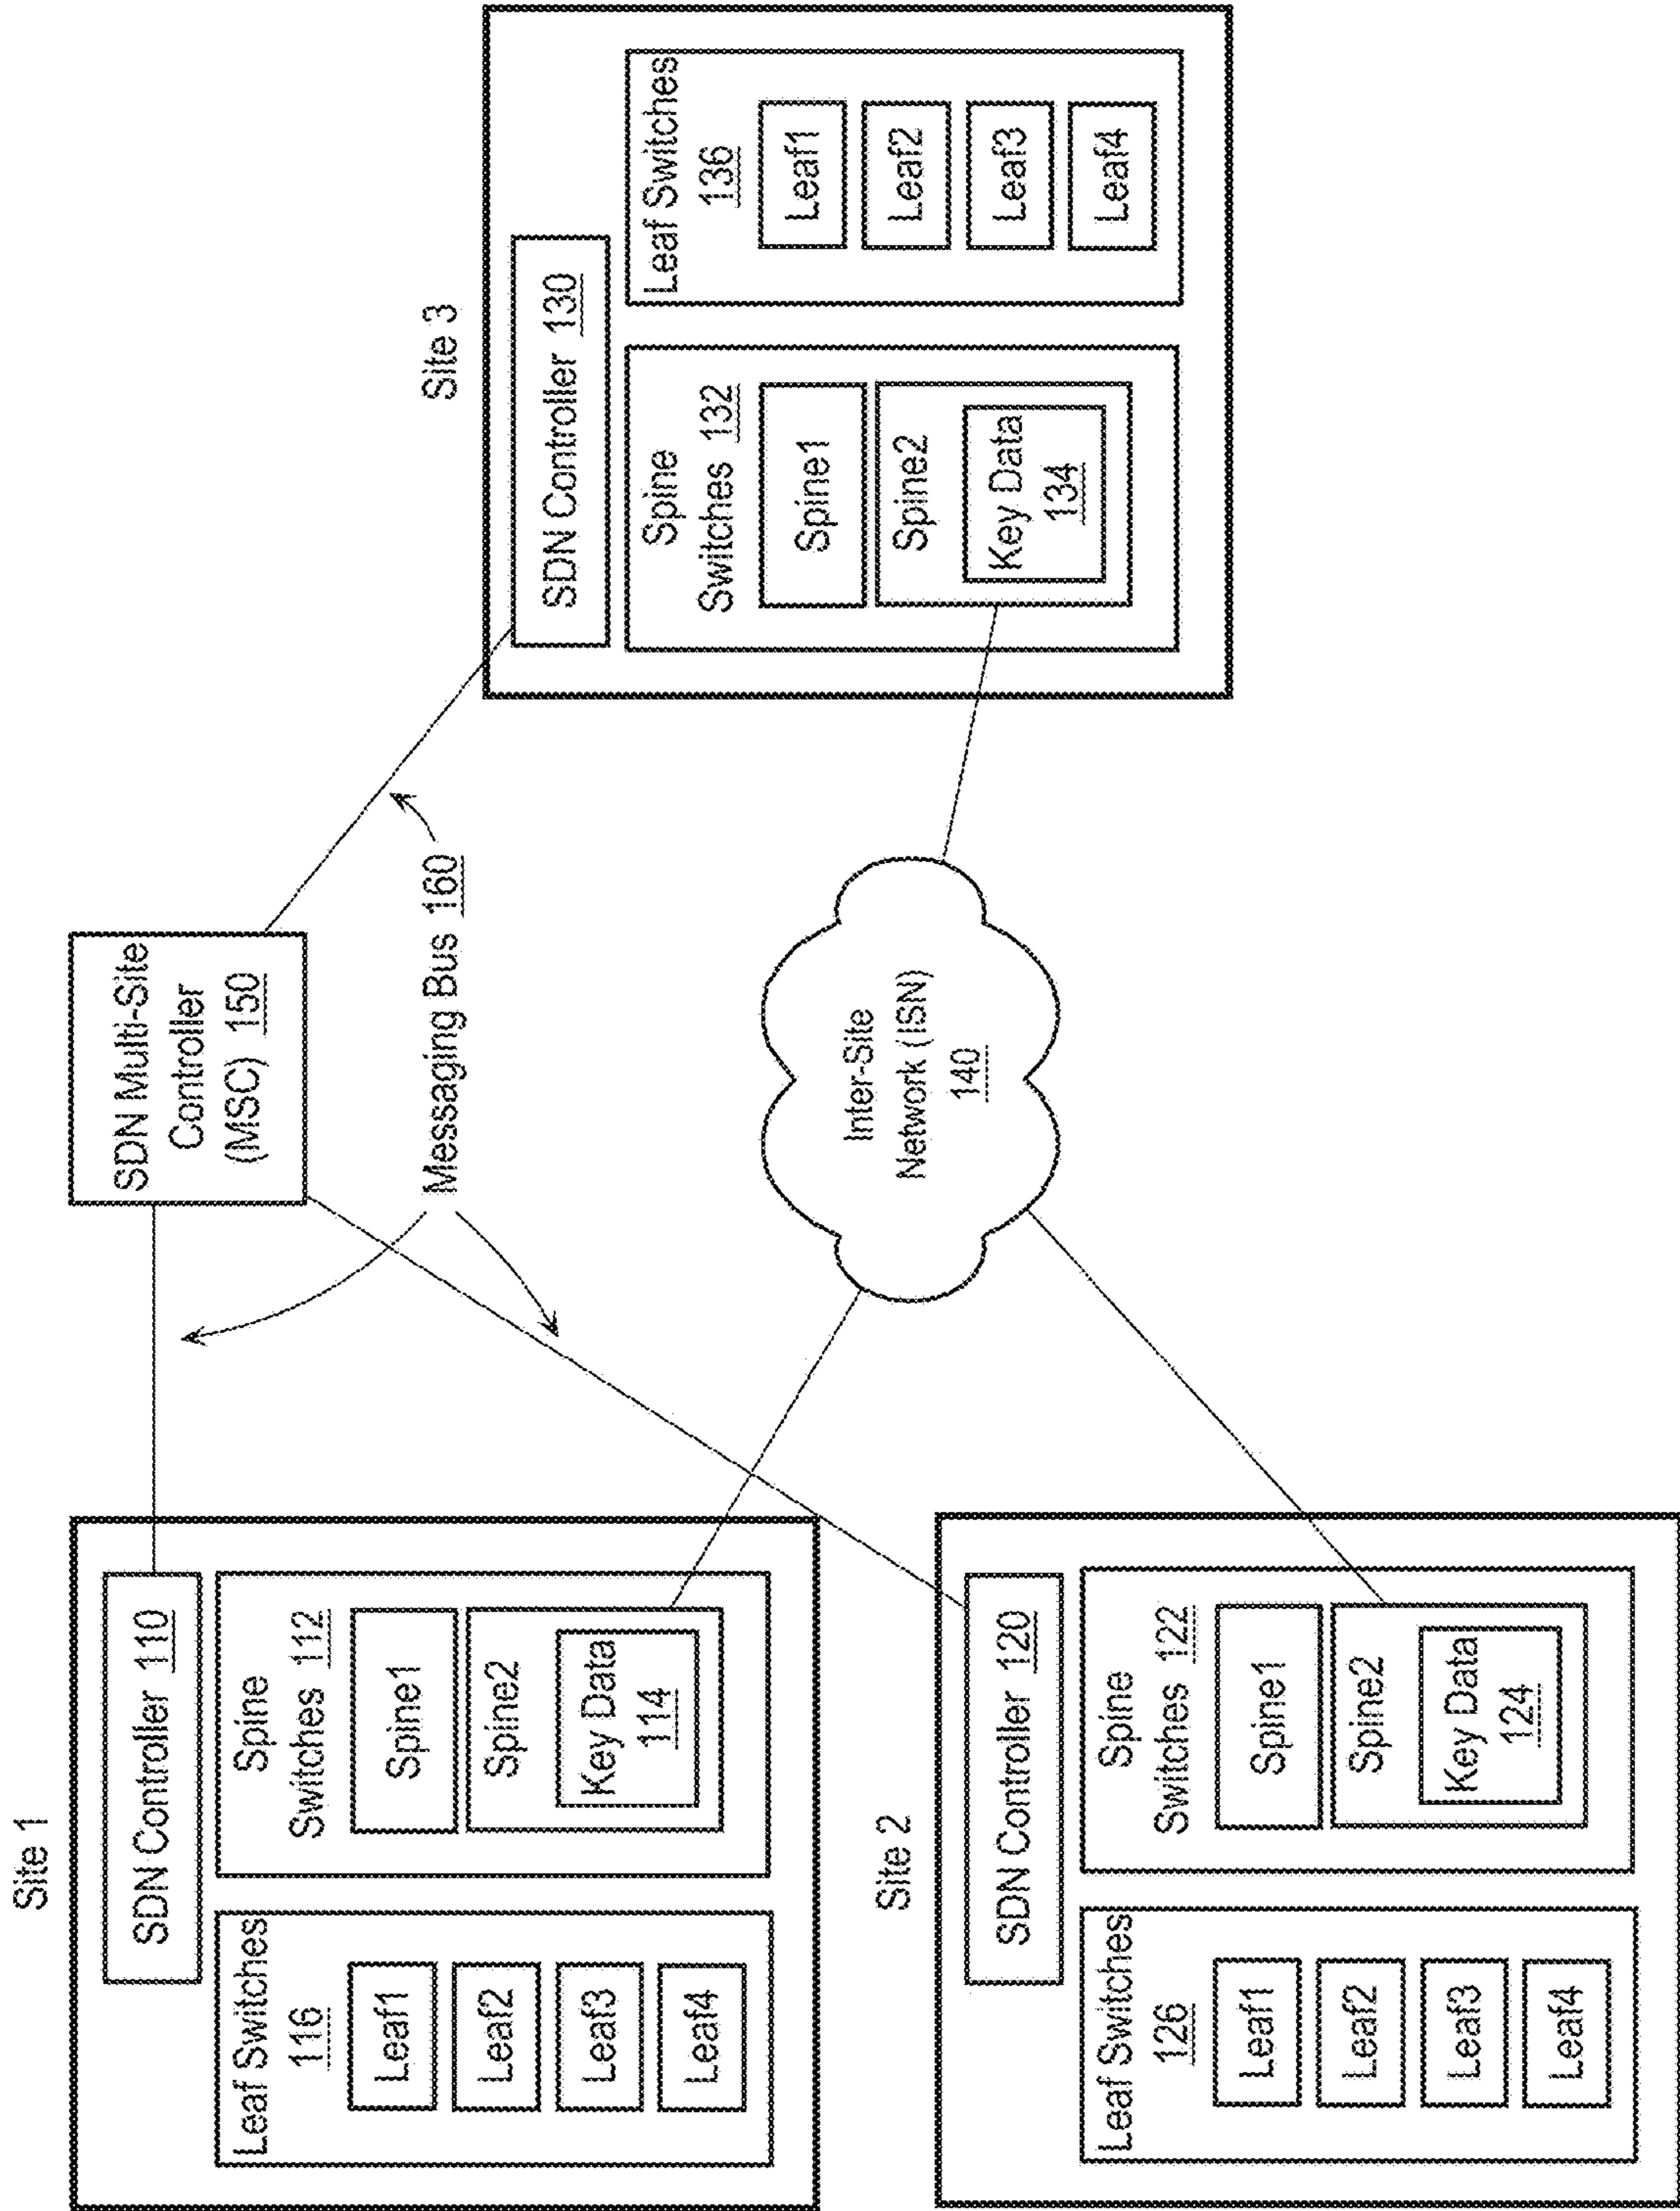 Site 1
SDN Controller 110
Leaf Switches
116
Leaf1
Leaf2
Leaf3
Leaf4
Spine
Switches 112
Spine1
Spine2
Key Data
114
Site 2
SDN Controller 120
Leaf Switches
126
Leaf1
Leaf2
Leaf3
Leaf4
Spine
Switches 122
Spine1
Spine2
Key Data
124
SDN Multi-Site
Controller
(MSC) 150
Messaging Bus 160
Inter-Site
Network (ISN)
140
Site 3
SDN Controller 130
Spine
Switches 132
Spine1
Spine2
Key Data
134
Leaf Switches
136
Leaf1
Leaf2
Leaf3
Leaf4